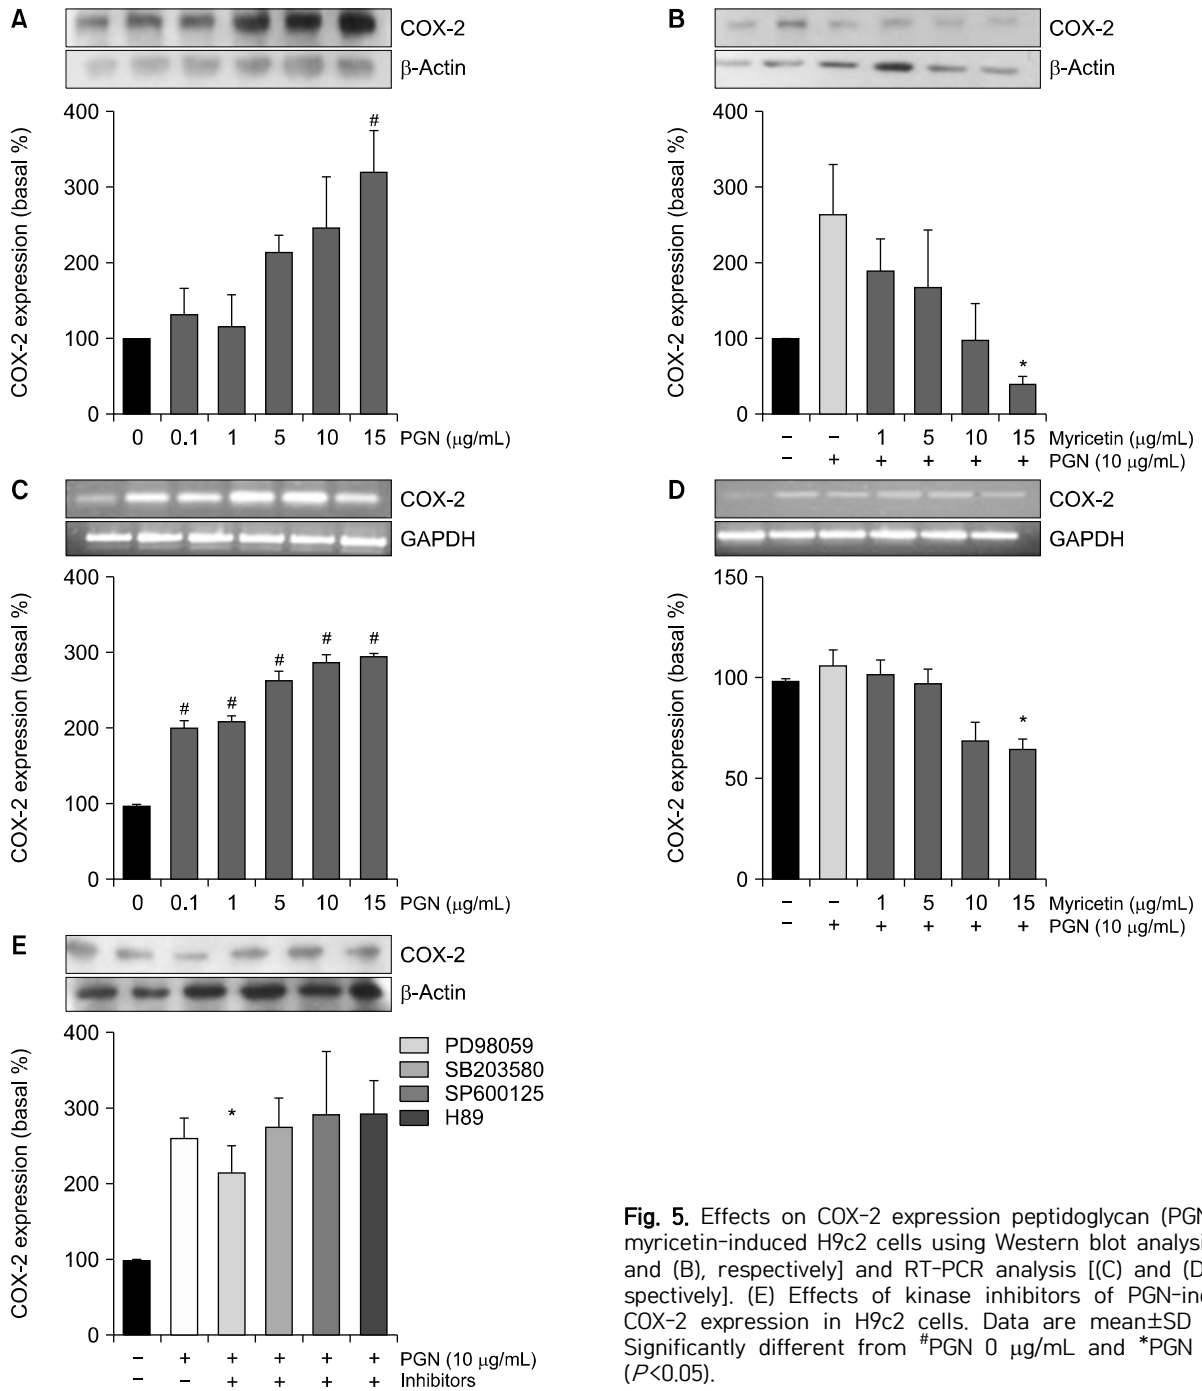 A
COX-2
β-Actin
COX-2 expression (basal %)
400
300
200
100
0
#
0 0.1 1 5 10 15 PGN (μg/mL)
B
COX-2
β-Actin
COX-2 expression (basal %)
400
300
200
100
0
*
– – 1 5 10 15 Myricetin (μg/mL)
– + + + + + PGN (10 μg/mL)
C
COX-2
GAPDH
COX-2 expression (basal %)
400
300
200
100
0
# # # # #
0 0.1 1 5 10 15 PGN (μg/mL)
D
COX-2
GAPDH
COX-2 expression (basal %)
150
100
50
0
*
– – 1 5 10 15 Myricetin (μg/mL)
– + + + + + PGN (10 μg/mL)
E
COX-2
β-Actin
COX-2 expression (basal %)
400
300
200
100
0
*
PD98059
SB203580
SP600125
H89
– + + + + + PGN (10 μg/mL)
– – + + + + Inhibitors
Fig. 5. Effects on COX-2 expression peptidoglycan (PGN
myricetin-induced H9c2 cells using Western blot analysi
and (B), respectively] and RT-PCR analysis [(C) and (D
spectively]. (E) Effects of kinase inhibitors of PGN-in
COX-2 expression in H9c2 cells. Data are mean±SD
Significantly different from #PGN 0 μg/mL and *PGN
(P<0.05).